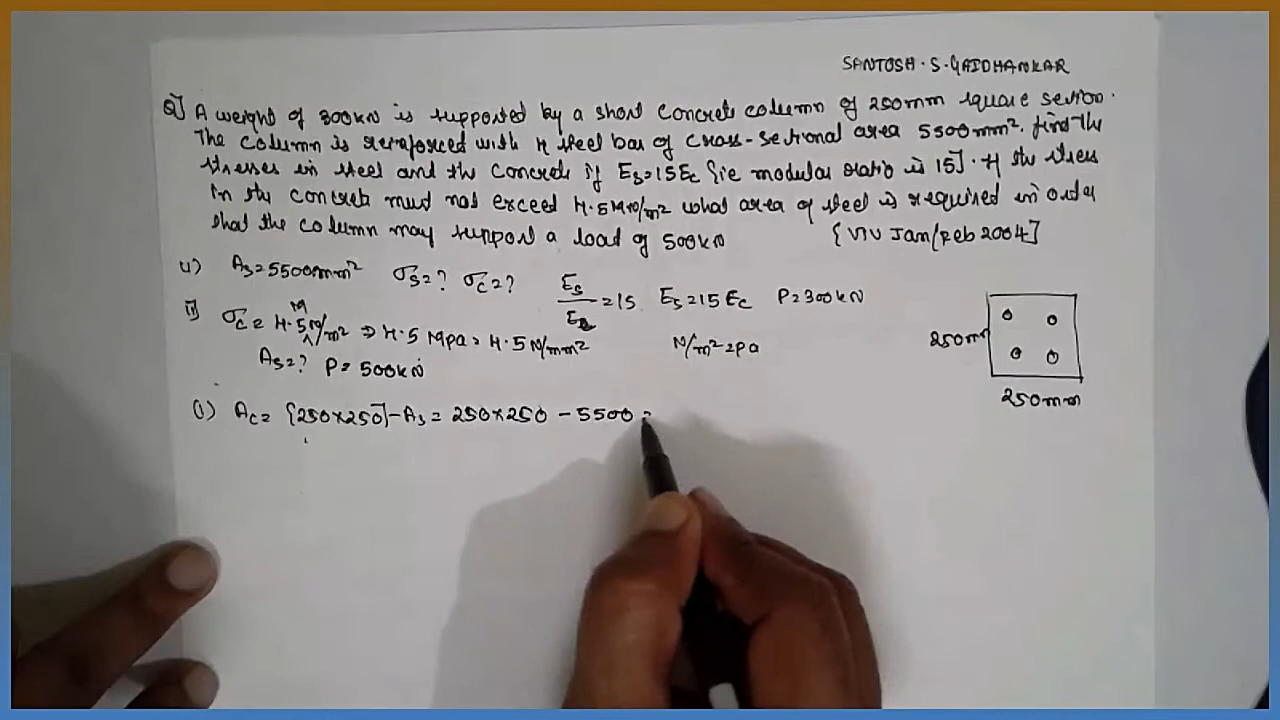 SANTOSH.S.GAIDHANKAR
Q] A weight of 300kN is supported by a short concrete column of 250mm square section.
The column is reinforced with 4 steel bar of cross-sectional area 5500mm². find the
stresses in steel and the concrete if Es=15Ec {ie modular ratio is 15]. If the stress
in the concrete must not exceed 4.5MN/m² what area of steel is required in order
that the column may support a load of 500kN {VTU Jan/Feb 2004]
i) As=5500mm² σs=? σc=? Es/Ec=15 Es=15Ec P=300kN
ii) σc= 4.5MN/m² ⇒ 4.5 Mpa= 4.5N/mm² N/m²=pa
As=? P= 500kN
250mm
250mm
i) Ac= {250×250]-As = 250×250 - 5500 =